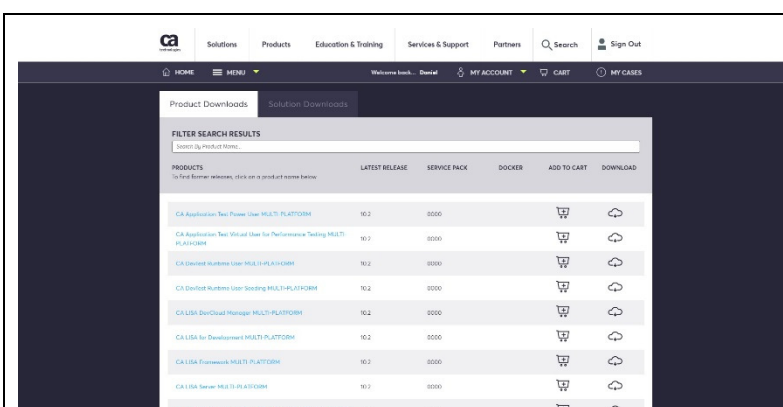 ca
technologies
Solutions Products Education & Training Services & Support Partners Search Sign Out
HOME MENU Welcome back... Daniel MY ACCOUNT CART MY CASES
Product Downloads Solution Downloads
FILTER SEARCH RESULTS
Search By Product Name...
PRODUCTS LATEST RELEASE SERVICE PACK DOCKER ADD TO CART DOWNLOAD
To find former releases, click on a product name below
CA Application Test Power User MULTI-PLATFORM 10.2 0000
CA Application Test Virtual User for Performance Testing MULTI-
PLATFORM 10.2 0000
CA DevTest Runtime User MULTI-PLATFORM 10.2 0000
CA DevTest Runtime User Seeding MULTI-PLATFORM 10.2 0000
CA LISA DevCloud Manager MULTI-PLATFORM 10.2 0000
CA LISA for Development MULTI-PLATFORM 10.2 0000
CA LISA Framework MULTI-PLATFORM 10.2 0000
CA LISA Server MULTI-PLATFORM 10.2 0000